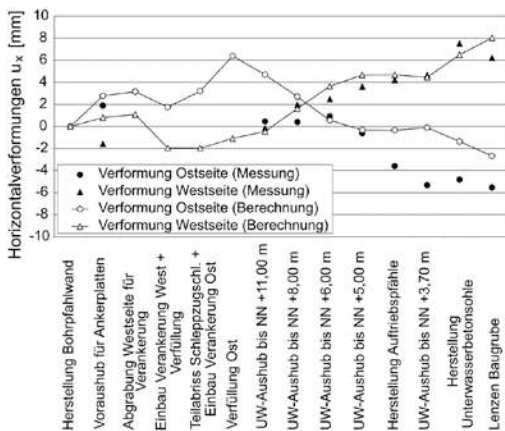 Horizontalverformungen uₓ [mm]
10
8
6
4
2
0
-2
-4
-6
-8
-10
Verformung Ostseite (Messung)
Verformung Westseite (Messung)
Verformung Ostseite (Berechnung)
Verformung Westseite (Berechnung)
Herstellung Bohrpfahlwand
Voraushub für Ankerplatten
Abgrabung Westseite für
Verankerung
Einbau Verankerung West +
Verfüllung
Teilabriss Schleppzugschl. +
Einbau Verankerung Ost
Verfüllung Ost
UW-Aushub bis NN +11,00 m
UW-Aushub bis NN +8,00 m
UW-Aushub bis NN +6,00 m
UW-Aushub bis NN +5,00 m
Herstellung Auftriebspfähle
UW-Aushub bis NN +3,70 m
Herstellung
Unterwasserbetonsohle
Lenzen Baugrube